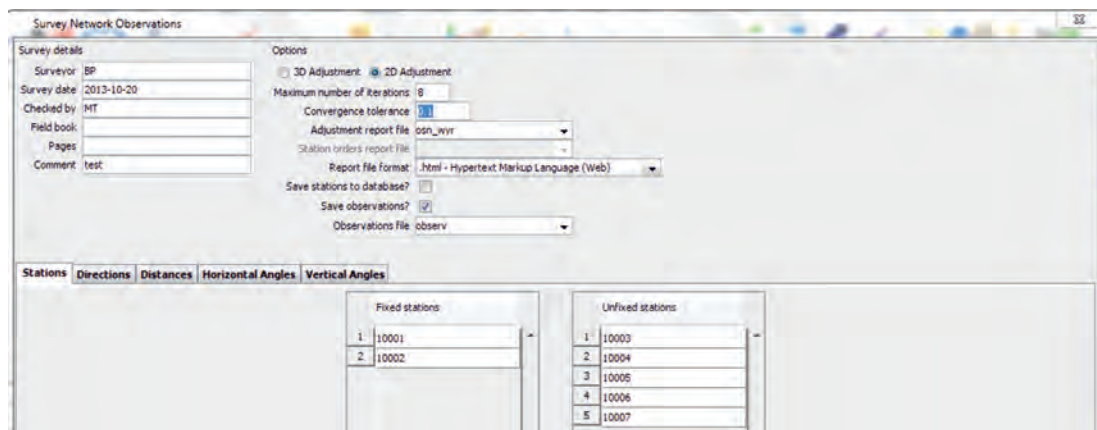 Survey Network Observations
Survey details
Surveyor BP
Survey date 2013-10-20
Checked by MT
Field book
Pages
Comment test
Options
3D Adjustment 2D Adjustment
Maximum number of iterations 8
Convergence tolerance 0.1
Adjustment report file osn_wyr
Station orders report file
Report file format .html - Hypertext Markup Language (Web)
Save stations to database?
Save observations?
Observations file observ
Stations Directions Distances Horizontal Angles Vertical Angles
Fixed stations
1 10001
2 10002
Unfixed stations
1 10003
2 10004
3 10005
4 10006
5 10007